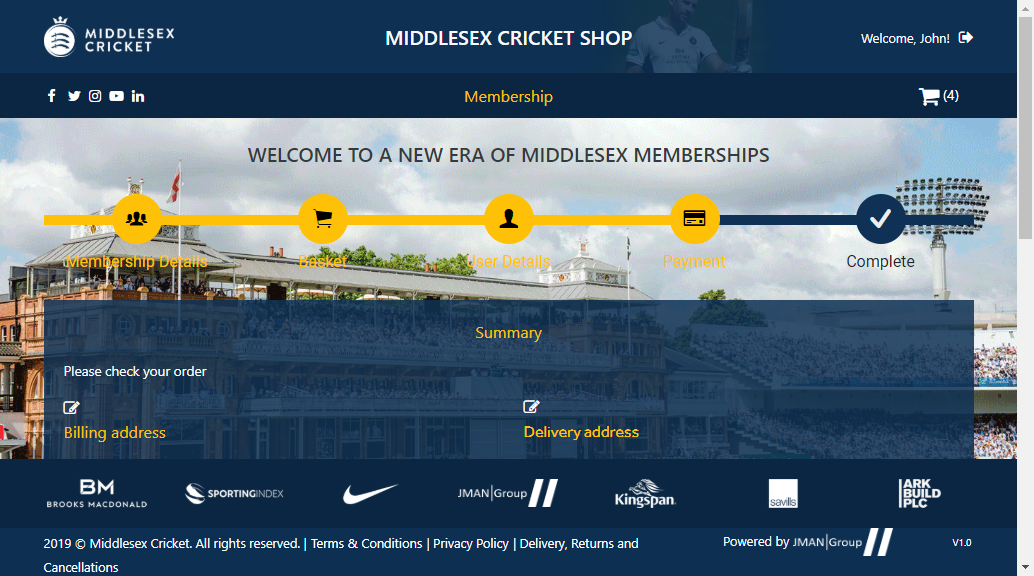 MIDDLESEX
CRICKET
MIDDLESEX CRICKET SHOP
Welcome, John!
Membership
(4)
WELCOME TO A NEW ERA OF MIDDLESEX MEMBERSHIPS
Membership Details
Basket
User Details
Payment
Complete
Summary
Please check your order
Billing address
Delivery address
BM
BROOKS MACDONALD
SPORTINGINDEX
JMAN|Group
Kingspan.
savills
ARK
BUILD
PLC
2019 © Middlesex Cricket. All rights reserved. | Terms & Conditions | Privacy Policy | Delivery, Returns and
Cancellations
Powered by JMAN|Group
V1.0